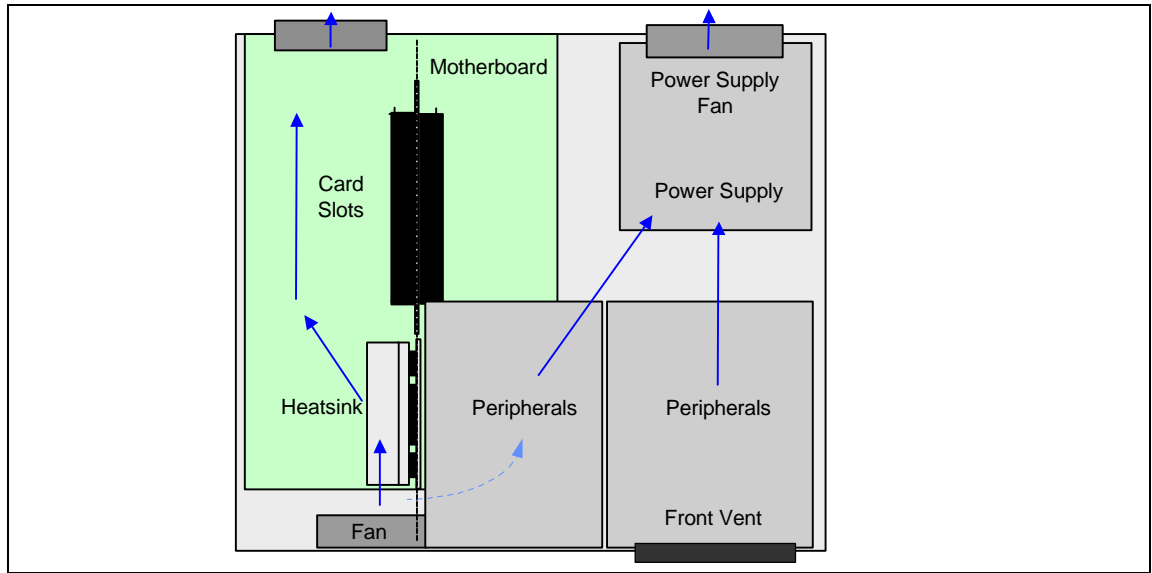 Motherboard
Power Supply
Fan
Card
Slots
Power Supply
Heatsink
Peripherals
Peripherals
Front Vent
Fan